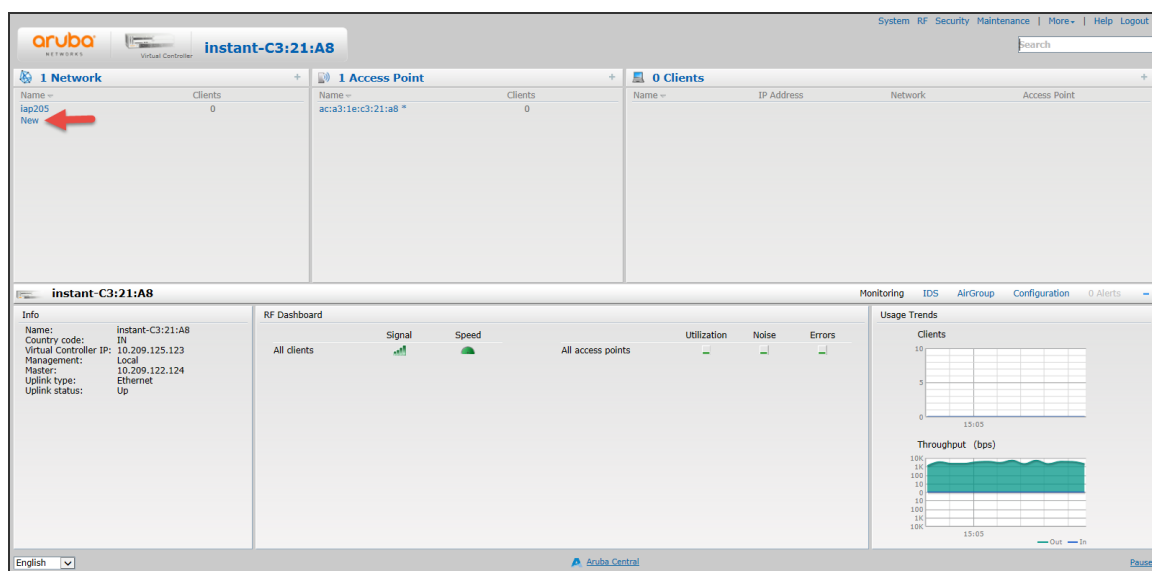 System RF Security Maintenance | More | Help Logout
aruba
NETWORKS
Virtual Controller
instant-C3:21:A8
Search
1 Network +
Name Clients
iap205 0
New
1 Access Point +
Name Clients
ac:a3:1e:c3:21:a8 * 0
0 Clients +
Name IP Address Network Access Point
instant-C3:21:A8
Monitoring IDS AirGroup Configuration 0 Alerts –
Info
Name: instant-C3:21:A8
Country code: IN
Virtual Controller IP: 10.209.125.123
Management: Local
Master: 10.209.122.124
Uplink type: Ethernet
Uplink status: Up
RF Dashboard
Signal Speed
All clients
Utilization Noise Errors
All access points
Usage Trends
Clients
10
5
0
15:05
Throughput (bps)
10K
1K
100
10
0
10
100
1K
10K
15:05
Out In
English
Aruba Central
Pause